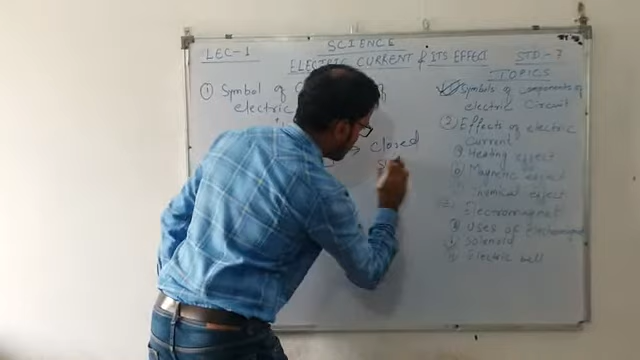 LEC-1
SCIENCE
STD-7
ELECTRIC CURRENT & ITS EFFECT
① Symbol of
electric
closed
TOPICS
Symbols of components of
electric circuit
② Effects of electric
current
Heating effect
Magnetic effect
chemical effect
Electromagnet
Uses of Electromagnet
Solenoid
Electric bell